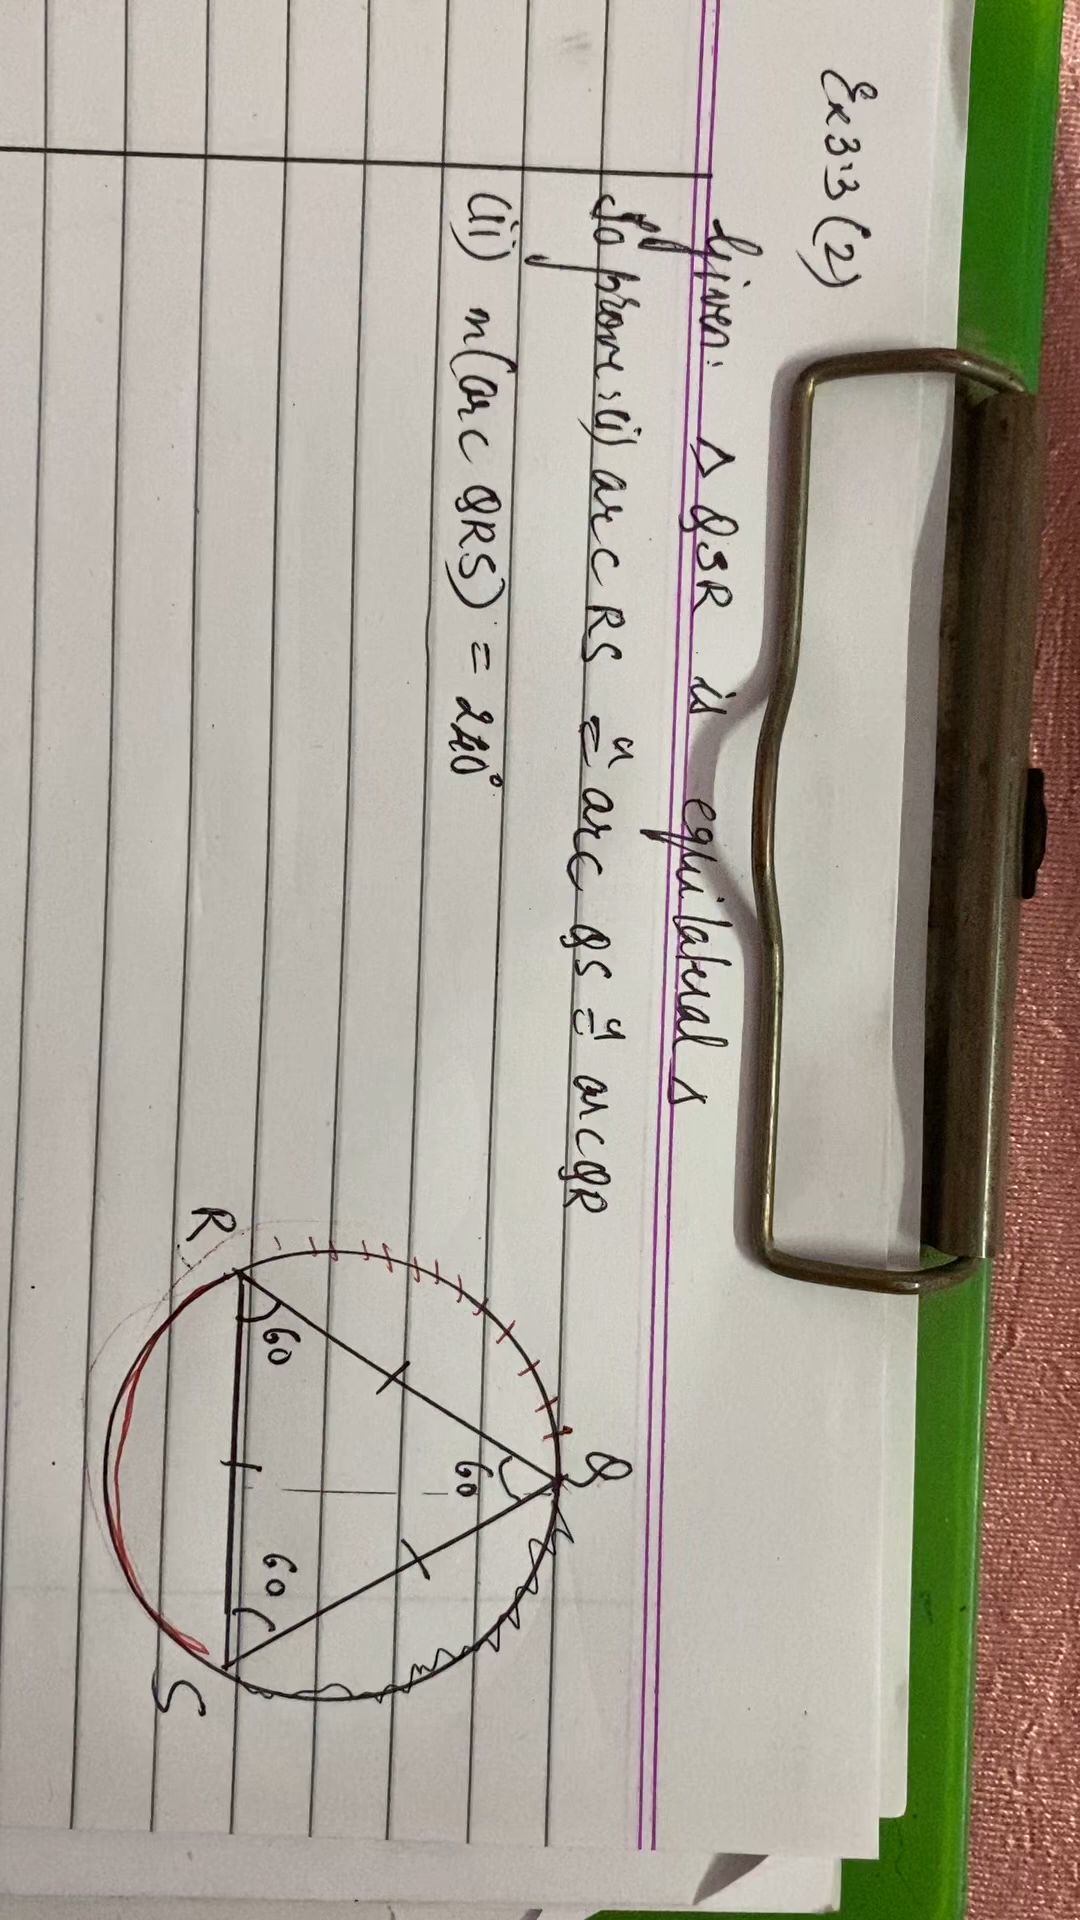 Ex 3.3 (2)
Given: Δ QSR is equilateral Δ
To prove: (i) arc RS ≅ arc QS ≅ arc QR
(ii) m(arc QRS) = 240°
Q
60
R
60
60
S